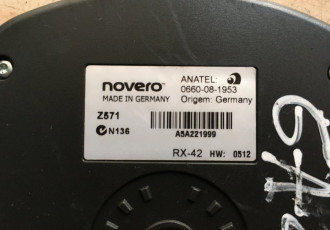 novero
MADE IN GERMANY
ANATEL:
0660-08-1953
Origem: Germany
Z571
N136
A5A221999
RX-42 HW: 0512